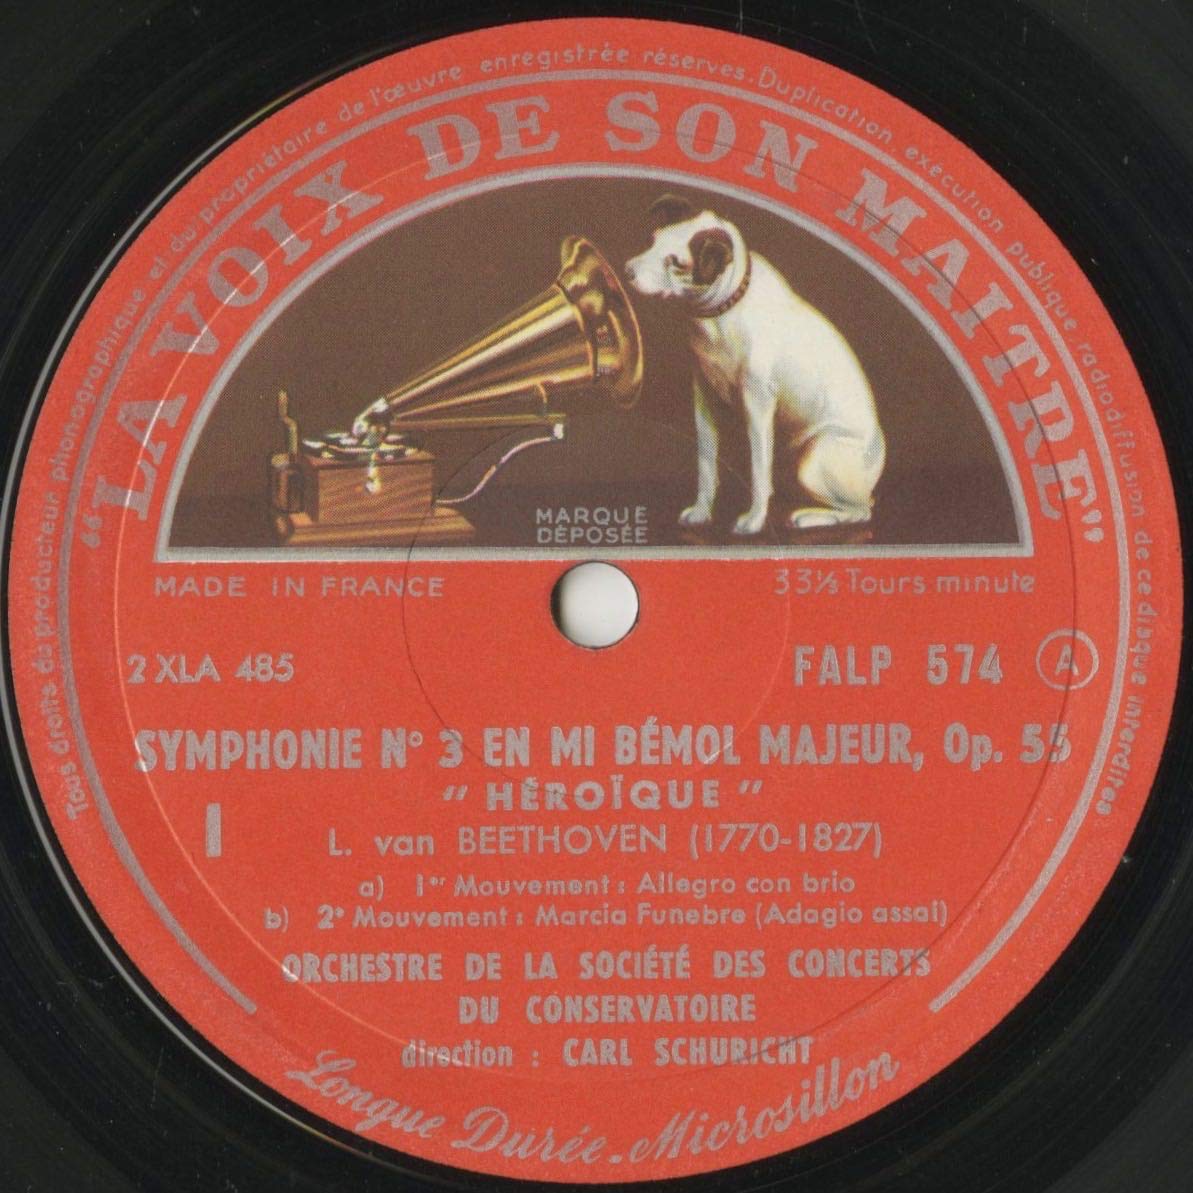 Tous droits du producteur phonographique et du propriétaire de l'œuvre enregistrée réservés. Duplication, exécution publique, radiodiffusion de ce disque interdites
"LA VOIX DE SON MAITRE"
MARQUE
DÉPOSÉE
MADE IN FRANCE 33⅓ Tours minute
2 XLA 485 FALP 574 A
SYMPHONIE N° 3 EN MI BÉMOL MAJEUR, Op. 55
" HÉROÏQUE "
I
L. van BEETHOVEN (1770-1827)
a) 1er Mouvement : Allegro con brio
b) 2e Mouvement : Marcia Funebre (Adagio assai)
ORCHESTRE DE LA SOCIÉTÉ DES CONCERTS
DU CONSERVATOIRE
direction : CARL SCHURICHT
Longue Durée. Microsillon